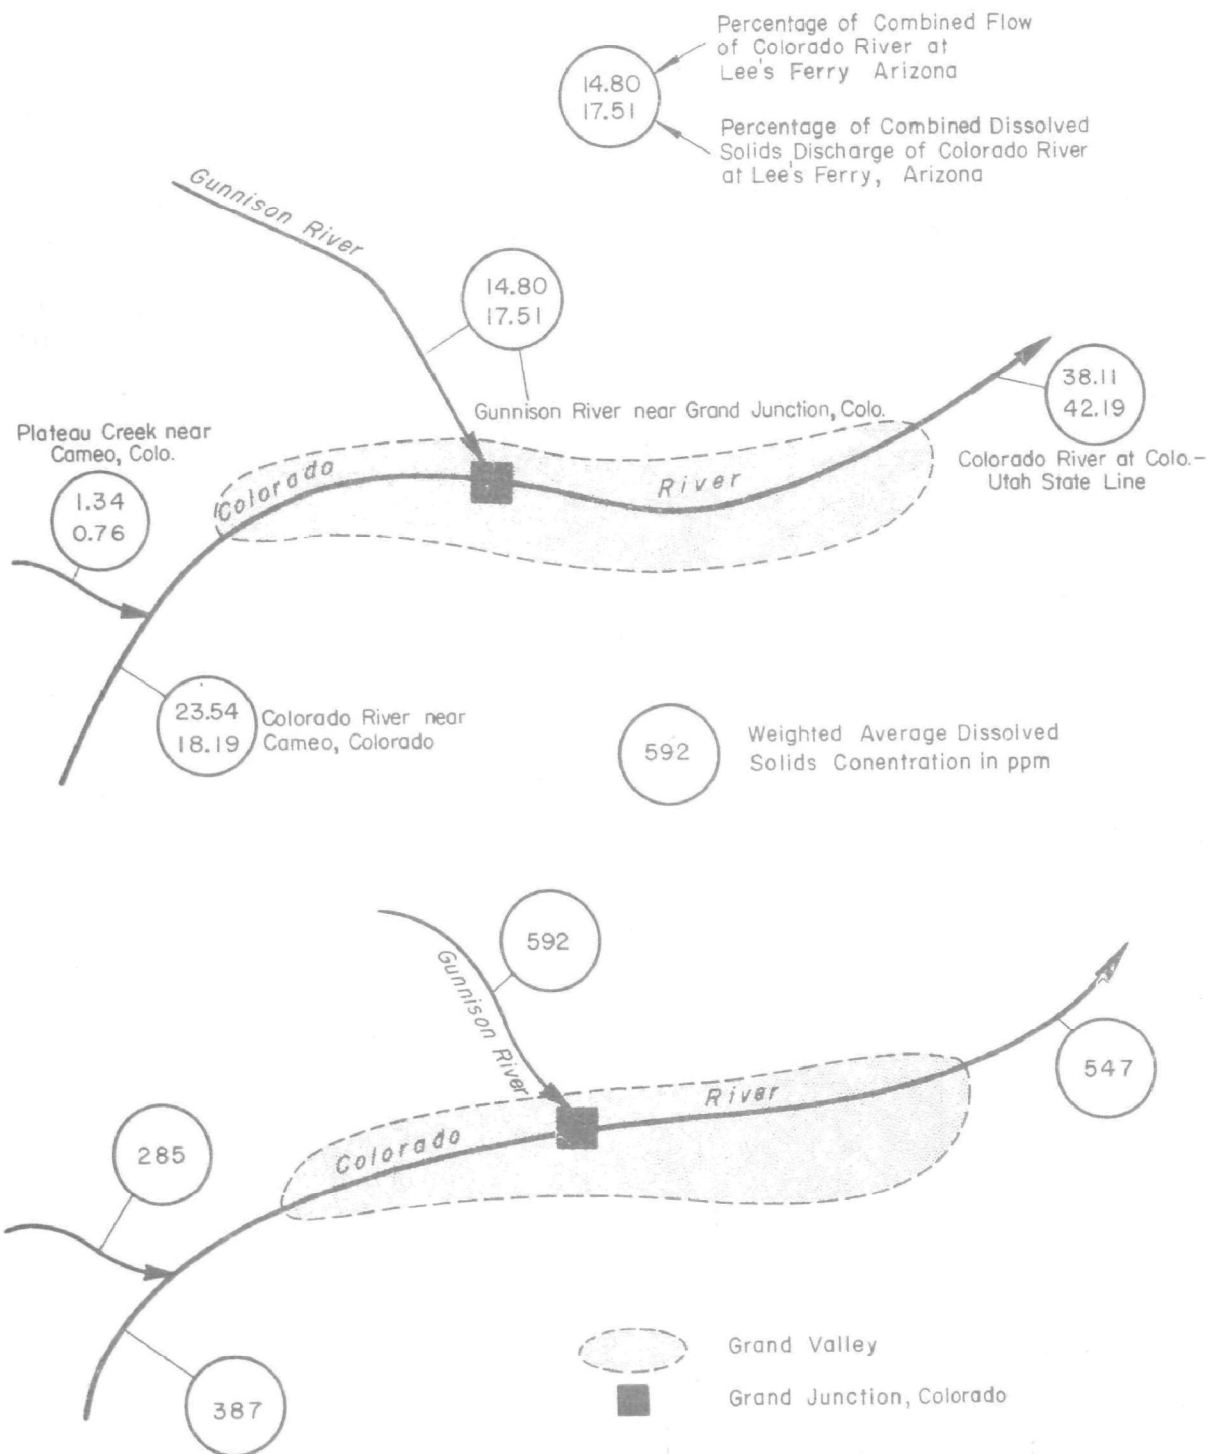 Percentage of Combined Flow
of Colorado River at
Lee's Ferry Arizona
14.80
17.51
Percentage of Combined Dissolved
Solids Discharge of Colorado River
at Lee's Ferry, Arizona
Gunnison River
14.80
17.51
Gunnison River near Grand Junction, Colo.
38.11
42.19
Colorado River at Colo.-
Utah State Line
Plateau Creek near
Cameo, Colo.
1.34
0.76
Colorado River
23.54
18.19
Colorado River near
Cameo, Colorado
592
Weighted Average Dissolved
Solids Conentration in ppm
592
Gunnison River
547
Colorado River
285
387
Grand Valley
Grand Junction, Colorado